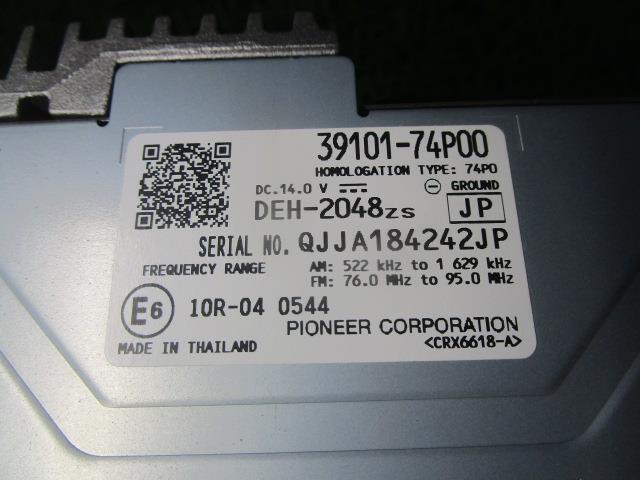 39101-74P00
HOMOLOGATION TYPE: 74P0
DC.14.0 V ⊖ GROUND
DEH-2048ZS JP
SERIAL NO. QJJA184242JP
FREQUENCY RANGE AM: 522 kHz to 1 629 kHz
FM: 76.0 MHz to 95.0 MHz
E6 10R-04 0544
PIONEER CORPORATION
MADE IN THAILAND <CRX6618-A>